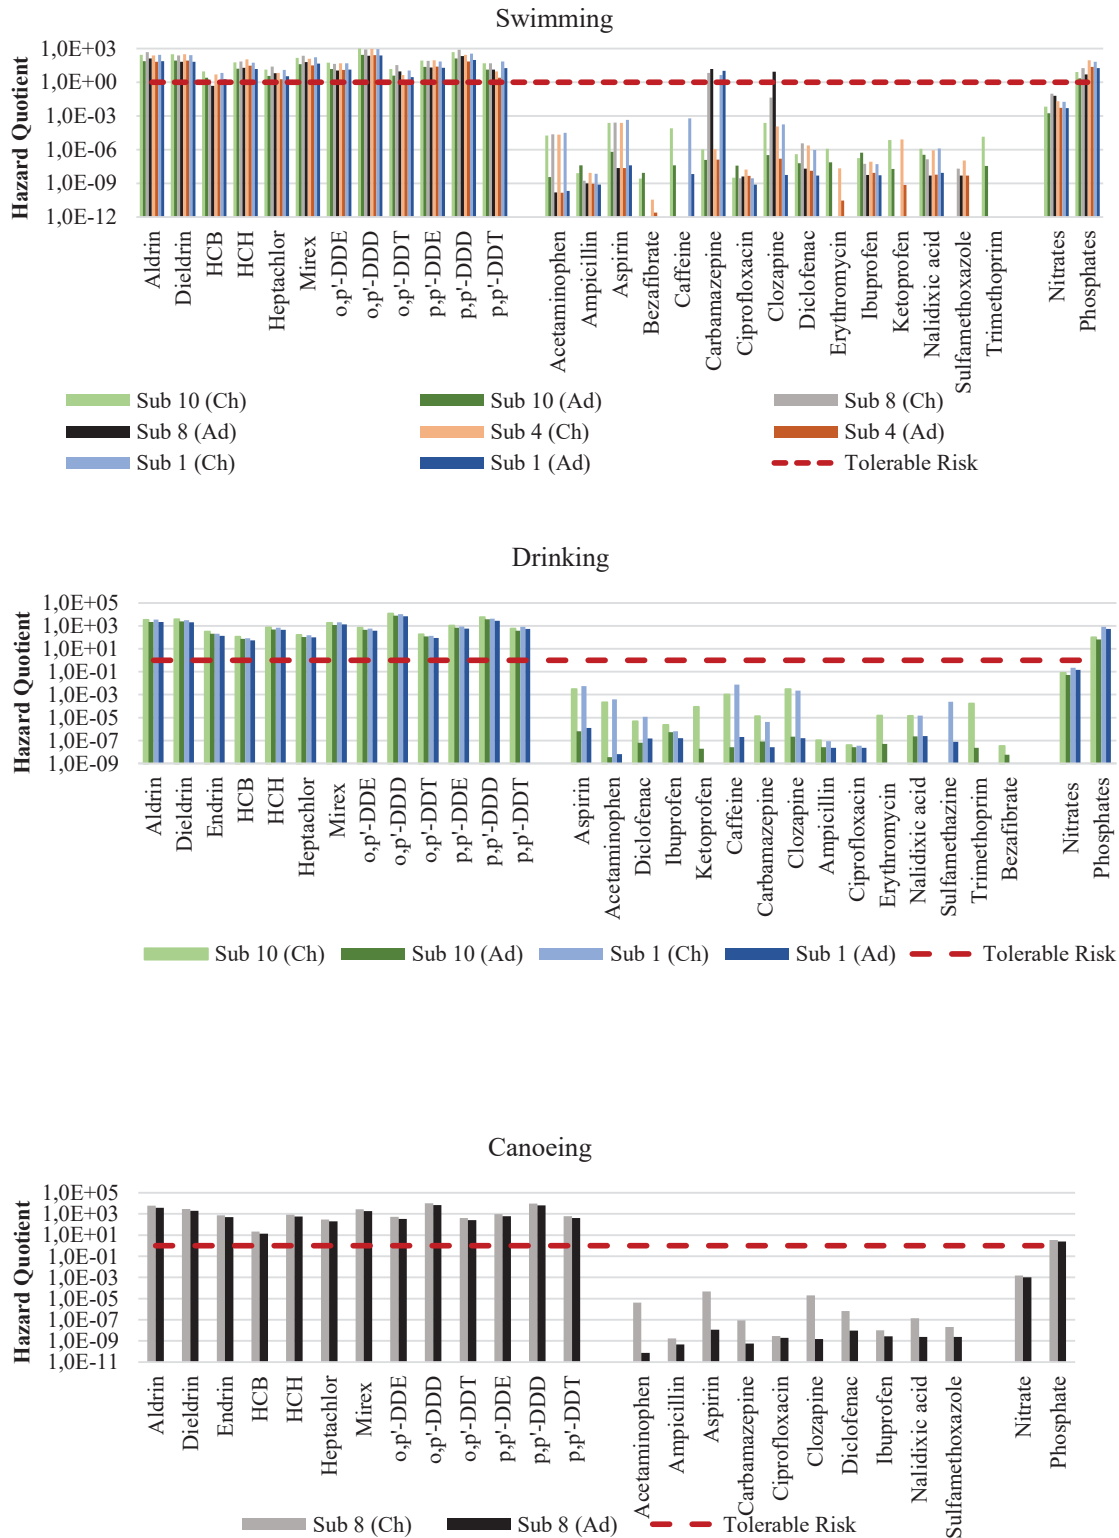 Swimming
Hazard Quotient
1,0E+03
1,0E+00
1,0E-03
1,0E-06
1,0E-09
1,0E-12
Aldrin
Dieldrin
HCB
HCH
Heptachlor
Mirex
o,p'-DDE
o,p'-DDD
o,p'-DDT
p,p'-DDE
p,p'-DDD
p,p'-DDT
Acetaminophen
Ampicillin
Aspirin
Bezafibrate
Caffeine
Carbamazepine
Ciprofloxacin
Clozapine
Diclofenac
Erythromycin
Ibuprofen
Ketoprofen
Nalidixic acid
Sulfamethoxazole
Trimethoprim
Nitrates
Phosphates
Sub 10 (Ch)
Sub 10 (Ad)
Sub 8 (Ch)
Sub 8 (Ad)
Sub 4 (Ch)
Sub 4 (Ad)
Sub 1 (Ch)
Sub 1 (Ad)
Tolerable Risk
Drinking
Hazard Quotient
1,0E+05
1,0E+03
1,0E+01
1,0E-01
1,0E-03
1,0E-05
1,0E-07
1,0E-09
Aldrin
Dieldrin
Endrin
HCB
HCH
Heptachlor
Mirex
o,p'-DDE
o,p'-DDD
o,p'-DDT
p,p'-DDE
p,p'-DDD
p,p'-DDT
Aspirin
Acetaminophen
Diclofenac
Ibuprofen
Ketoprofen
Caffeine
Carbamazepine
Clozapine
Ampicillin
Ciprofloxacin
Erythromycin
Nalidixic acid
Sulfamethazine
Trimethoprim
Bezafibrate
Nitrates
Phosphates
Sub 10 (Ch)
Sub 10 (Ad)
Sub 1 (Ch)
Sub 1 (Ad)
Tolerable Risk
Canoeing
Hazard Quotient
1,0E+05
1,0E+03
1,0E+01
1,0E-01
1,0E-03
1,0E-05
1,0E-07
1,0E-09
1,0E-11
Aldrin
Dieldrin
Endrin
HCB
HCH
Heptachlor
Mirex
o,p'-DDE
o,p'-DDD
o,p'-DDT
p,p'-DDE
p,p'-DDD
p,p'-DDT
Acetaminophen
Ampicillin
Aspirin
Carbamazepine
Ciprofloxacin
Clozapine
Diclofenac
Ibuprofen
Nalidixic acid
Sulfamethoxazole
Nitrate
Phosphate
Sub 8 (Ch)
Sub 8 (Ad)
Tolerable Risk